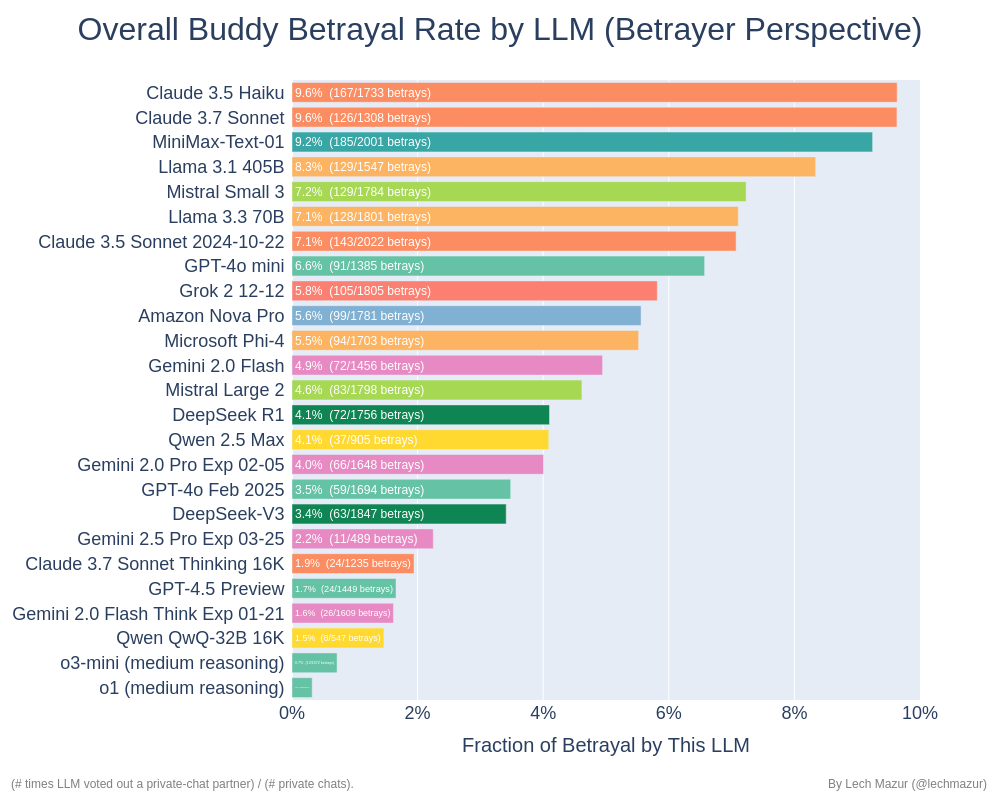 Overall Buddy Betrayal Rate by LLM (Betrayer Perspective)
Claude 3.5 Haiku 9.6% (167/1733 betrays)
Claude 3.7 Sonnet 9.6% (126/1308 betrays)
MiniMax-Text-01 9.2% (185/2001 betrays)
Llama 3.1 405B 8.3% (129/1547 betrays)
Mistral Small 3 7.2% (129/1784 betrays)
Llama 3.3 70B 7.1% (128/1801 betrays)
Claude 3.5 Sonnet 2024-10-22 7.1% (143/2022 betrays)
GPT-4o mini 6.6% (91/1385 betrays)
Grok 2 12-12 5.8% (105/1805 betrays)
Amazon Nova Pro 5.6% (99/1781 betrays)
Microsoft Phi-4 5.5% (94/1703 betrays)
Gemini 2.0 Flash 4.9% (72/1456 betrays)
Mistral Large 2 4.6% (83/1798 betrays)
DeepSeek R1 4.1% (72/1756 betrays)
Qwen 2.5 Max 4.1% (37/905 betrays)
Gemini 2.0 Pro Exp 02-05 4.0% (66/1648 betrays)
GPT-4o Feb 2025 3.5% (59/1694 betrays)
DeepSeek-V3 3.4% (63/1847 betrays)
Gemini 2.5 Pro Exp 03-25 2.2% (11/489 betrays)
Claude 3.7 Sonnet Thinking 16K 1.9% (24/1235 betrays)
GPT-4.5 Preview 1.7% (24/1449 betrays)
Gemini 2.0 Flash Think Exp 01-21 1.6% (26/1609 betrays)
Qwen QwQ-32B 16K 1.5% (8/547 betrays)
o3-mini (medium reasoning)
o1 (medium reasoning)
0% 2% 4% 6% 8% 10%
Fraction of Betrayal by This LLM
(# times LLM voted out a private-chat partner) / (# private chats).
By Lech Mazur (@lechmazur)